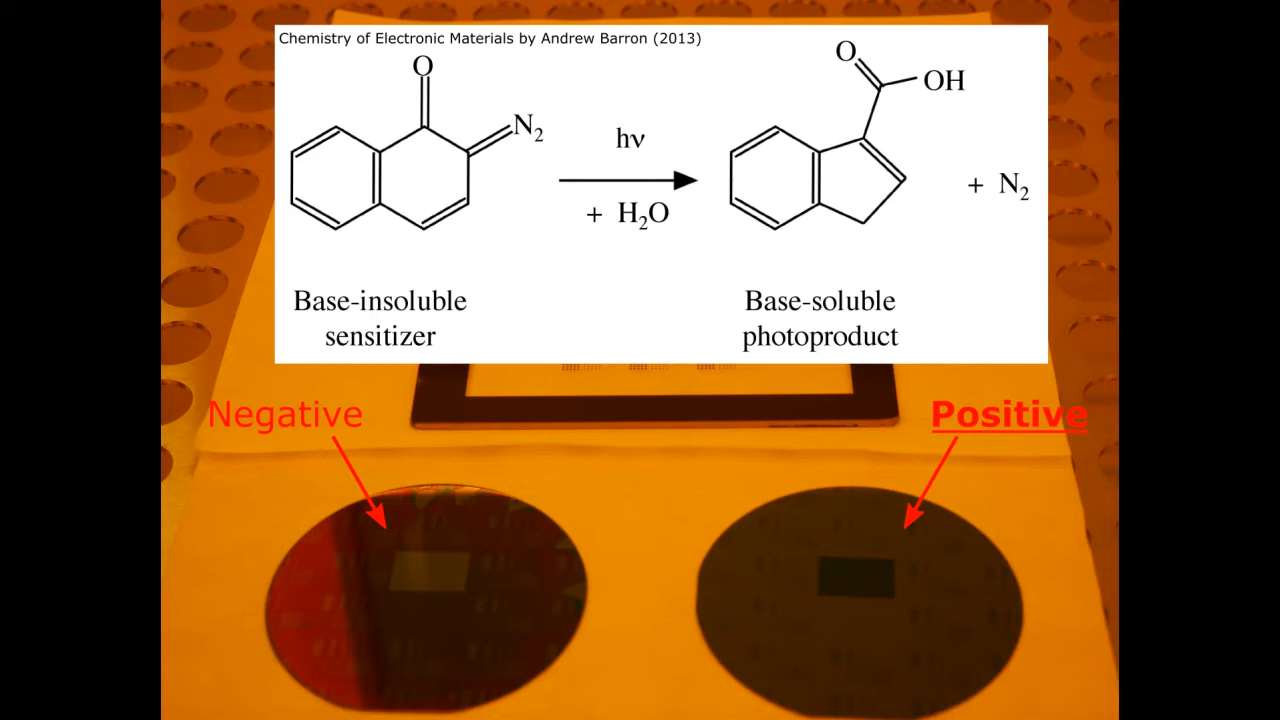 Chemistry of Electronic Materials by Andrew Barron (2013)
O
N₂
hν
+ H₂O
O
OH
+ N₂
Base-insoluble
sensitizer
Base-soluble
photoproduct
Negative
Positive